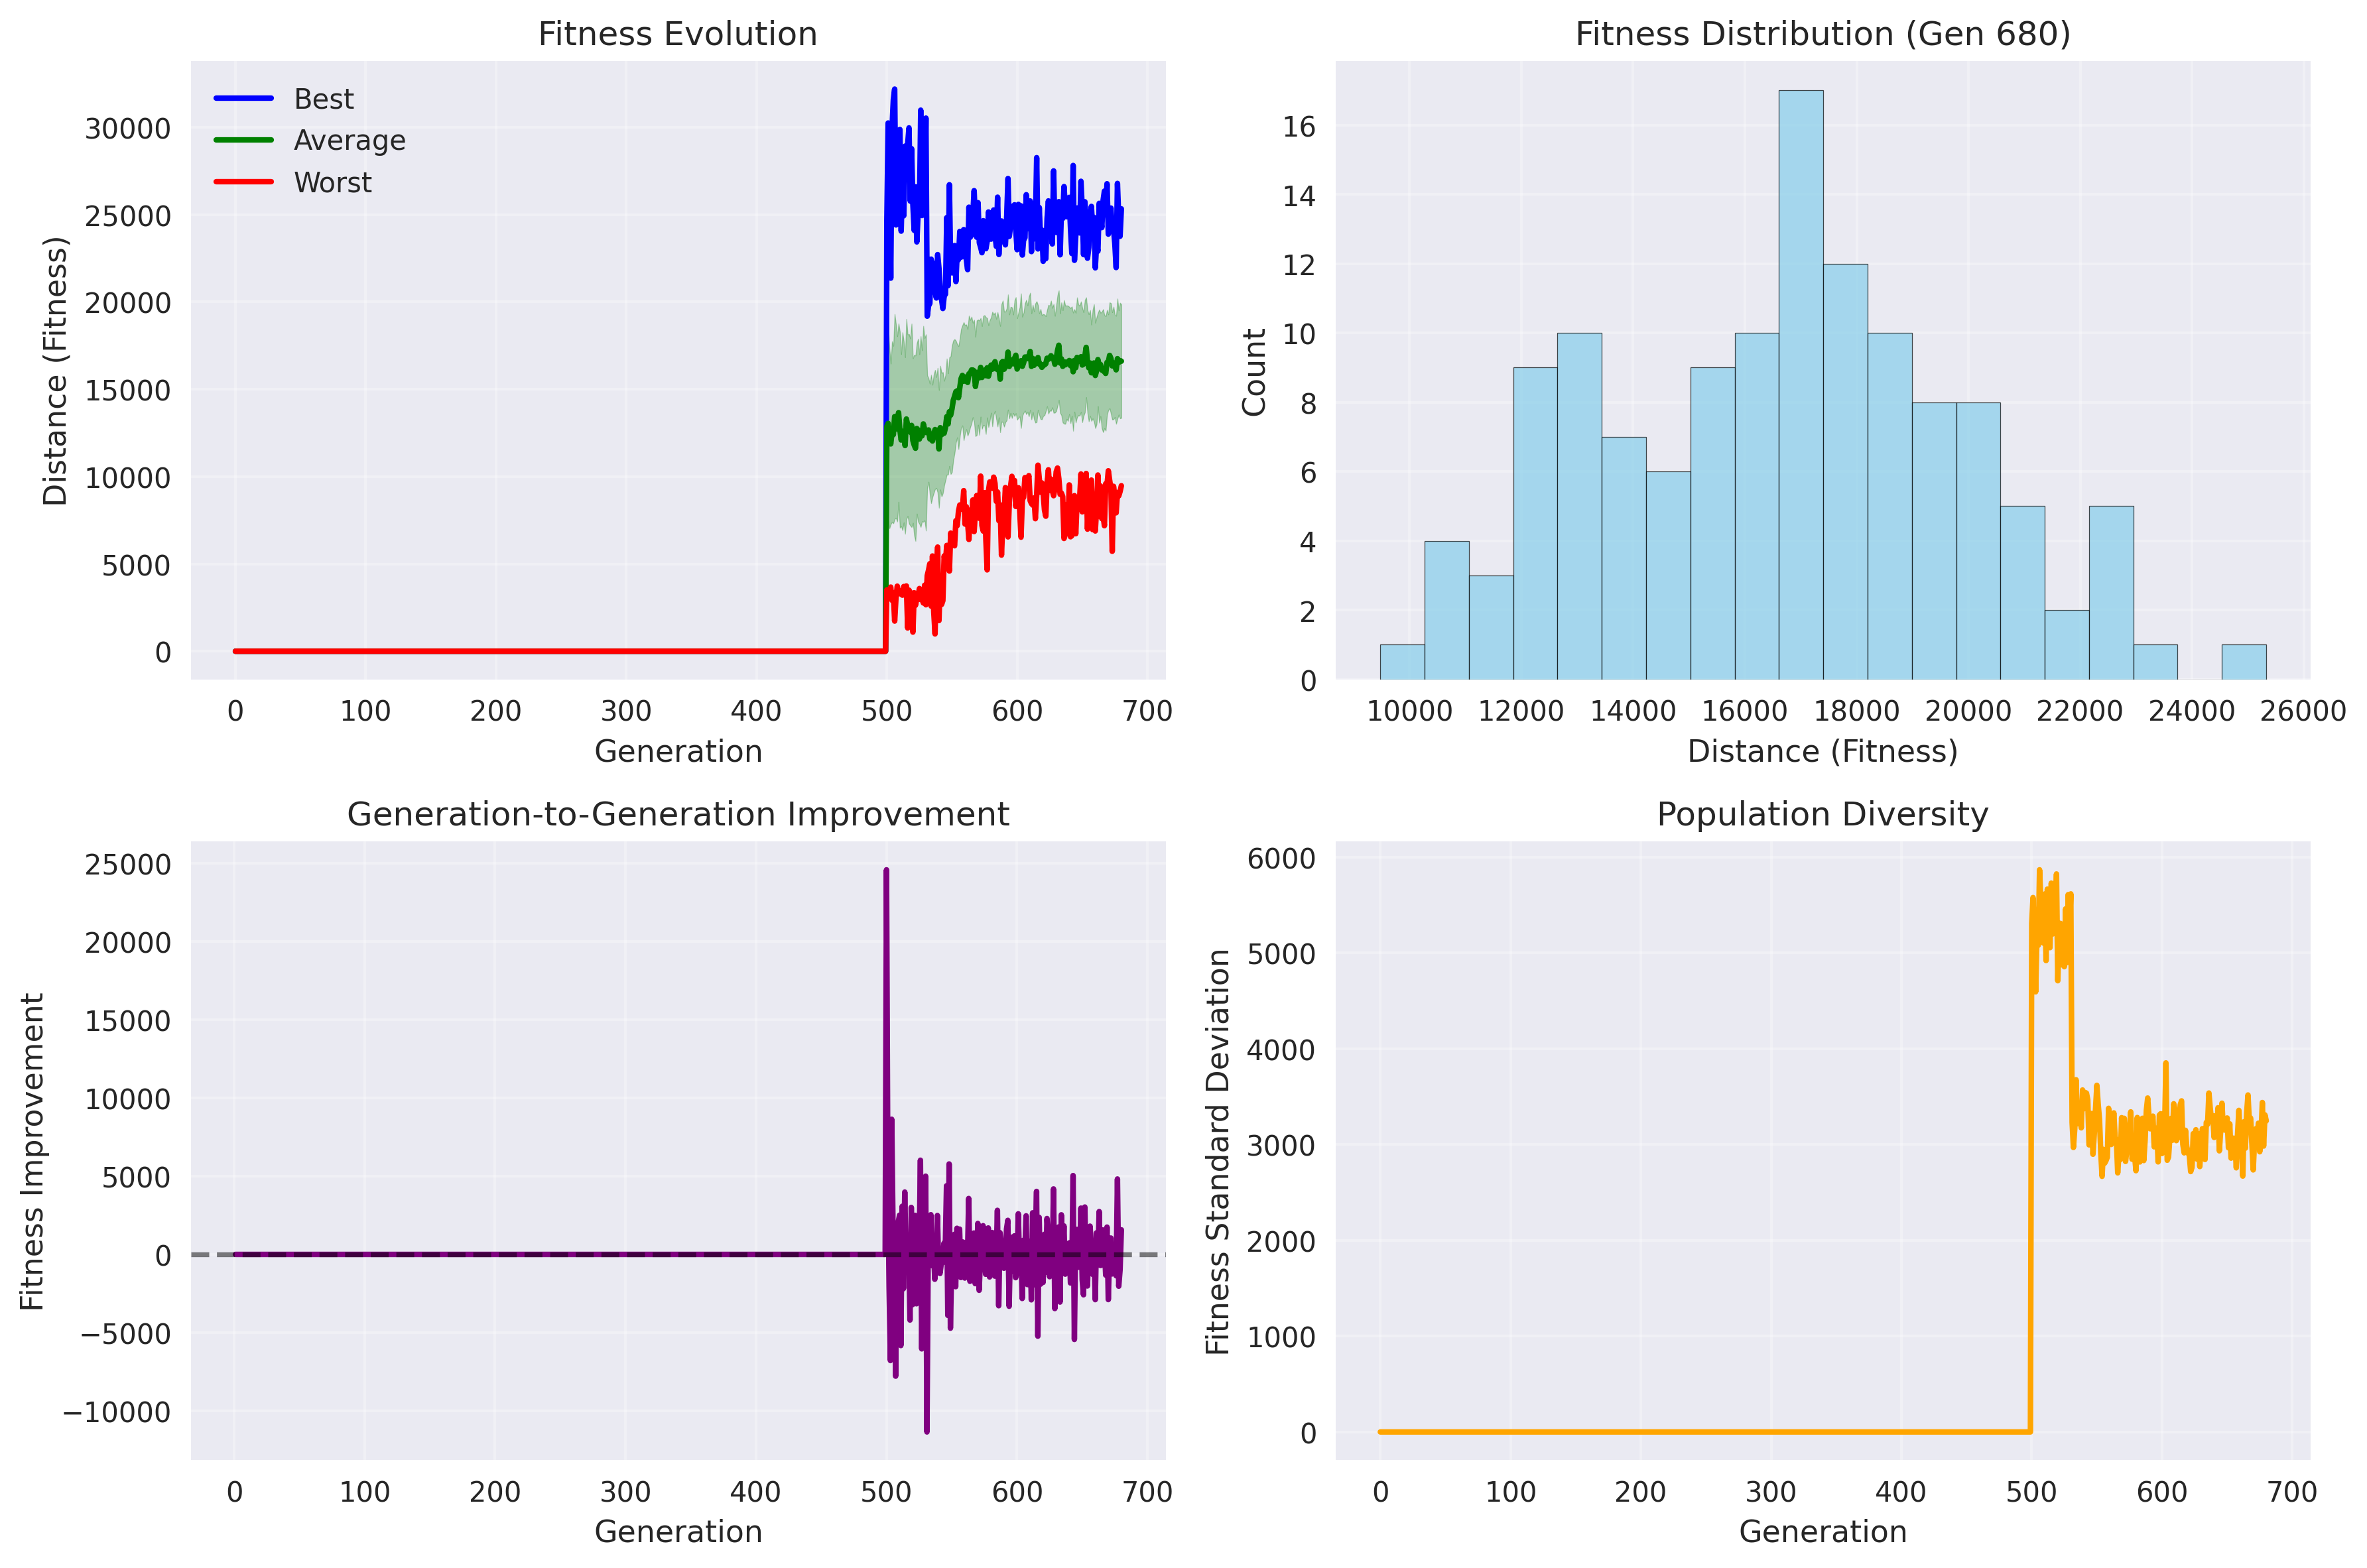 Fitness Evolution
Best
Average
Worst
Distance (Fitness)
30000
25000
20000
15000
10000
5000
0
0 100 200 300 400 500 600 700
Generation
Fitness Distribution (Gen 680)
Count
16
14
12
10
8
6
4
2
0
10000 12000 14000 16000 18000 20000 22000 24000 26000
Distance (Fitness)
Generation-to-Generation Improvement
Fitness Improvement
25000
20000
15000
10000
5000
0
−5000
−10000
0 100 200 300 400 500 600 700
Generation
Population Diversity
Fitness Standard Deviation
6000
5000
4000
3000
2000
1000
0
0 100 200 300 400 500 600 700
Generation